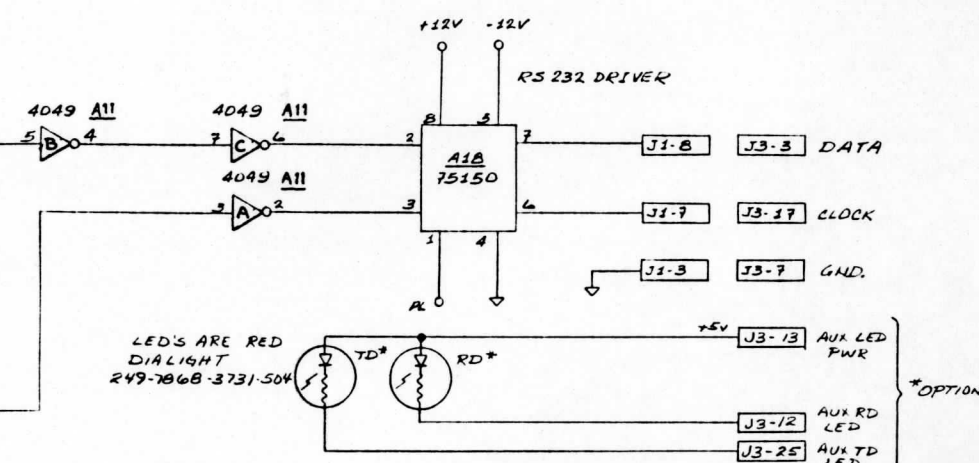 +12V -12V
RS 232 DRIVER
4049 A11 4049 A11
5 B 4 7 C 6 2 8 5 7 J1-8 J3-3 DATA
A18
75150
4049 A11
3 A 2 3 6 J1-7 J3-17 CLOCK
1 4
J1-3 J3-7 GND.
PL
+5V J3-13 AUX LED
PWR
LED'S ARE RED
DIALIGHT
249-7868-3731-504
TD* RD*
*OPTION
J3-12 AUX RD
LED
J3-25 AUX TD
LED